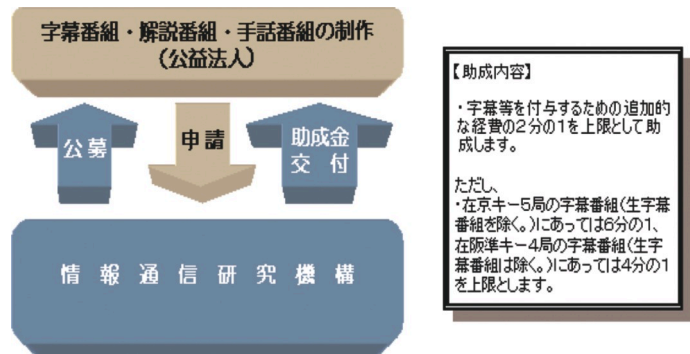 字幕番組・解説番組・手話番組の制作
(公益法人)
公募
申請
助成金
交 付
情 報 通 信 研 究 機 構
【助成内容】
・字幕等を付与するための追加的
な経費の2分の1を上限として助
成します。
ただし、
・在京キー5局の字幕番組(生字幕
番組を除く。)にあっては6分の1、
在阪準キー4局の字幕番組(生字
幕番組は除く。)にあっては4分の1
を上限とします。